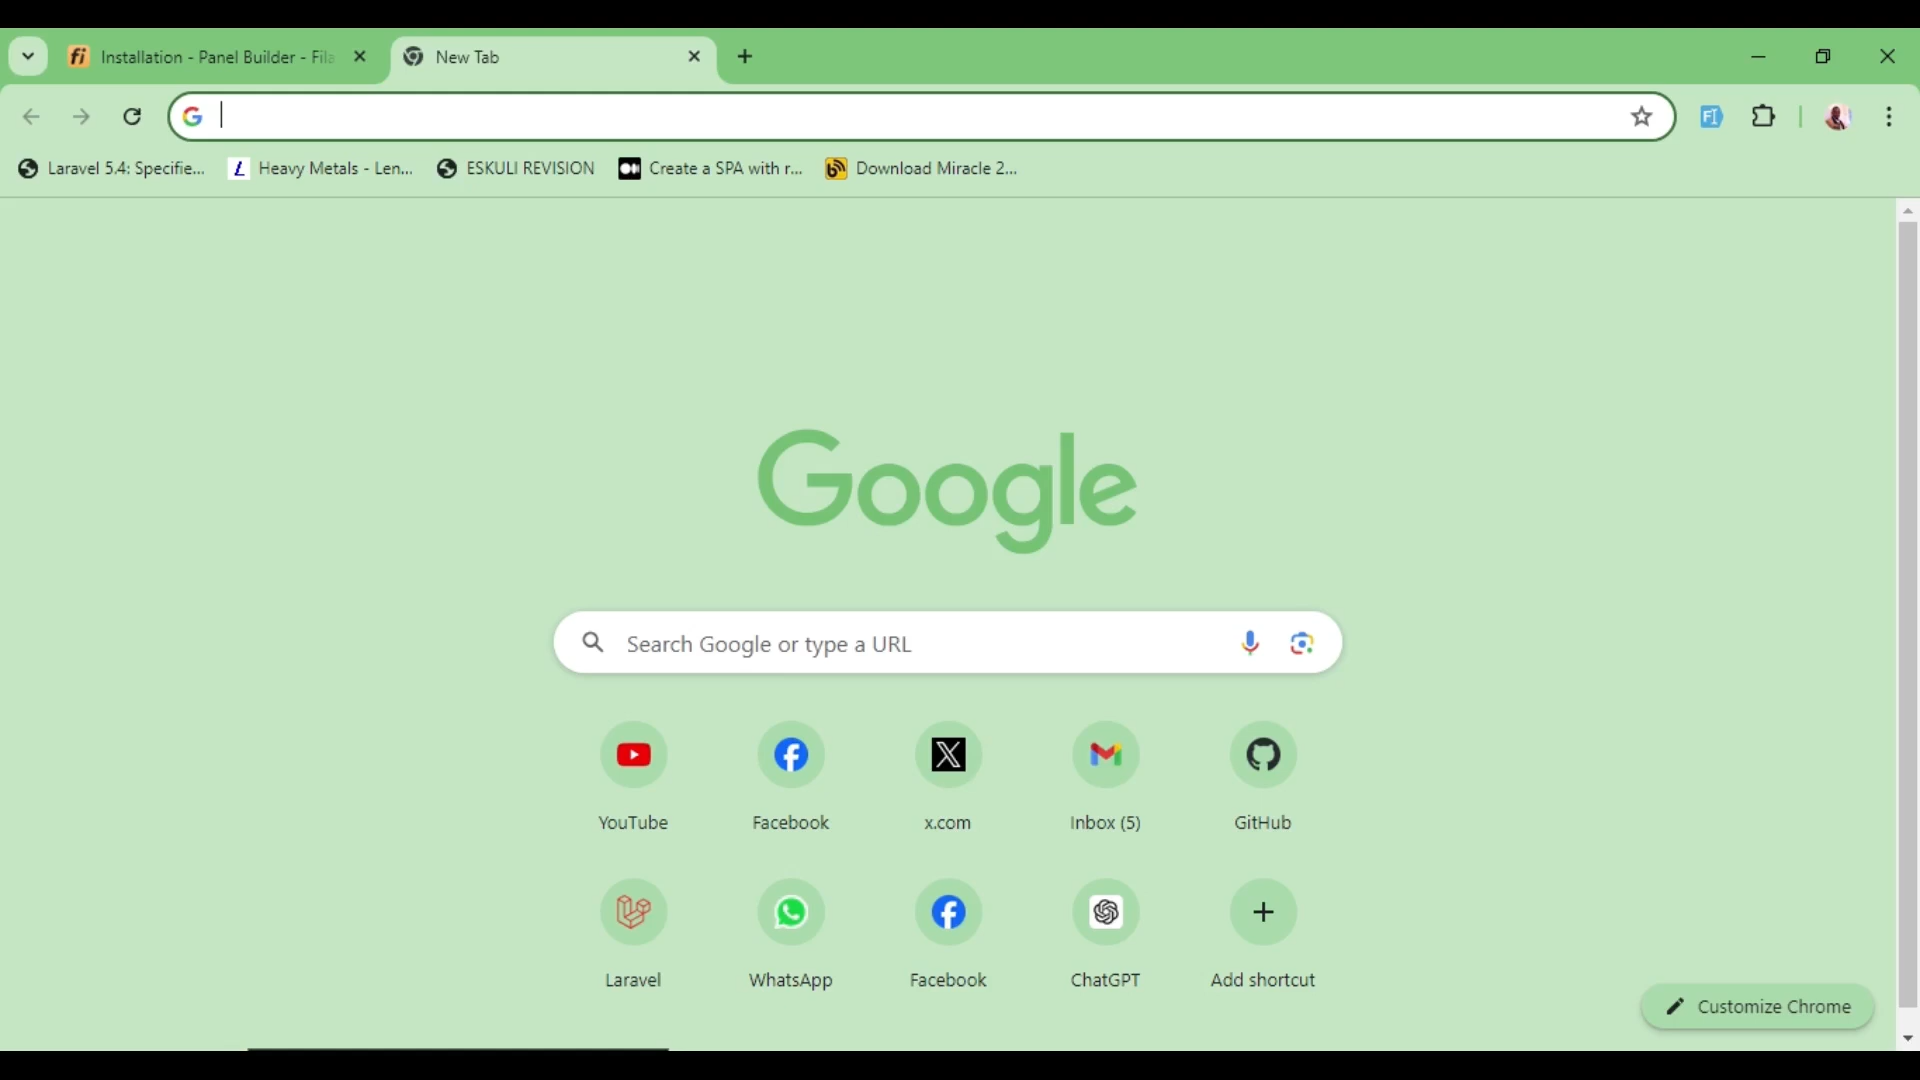 Installation - Panel Builder - Fila
New Tab
Laravel 5.4: Specifie...
Heavy Metals - Len...
ESKULI REVISION
Create a SPA with r...
Download Miracle 2...
Google
Search Google or type a URL
YouTube
Facebook
x.com
Inbox (5)
GitHub
Laravel
WhatsApp
Facebook
ChatGPT
Add shortcut
Customize Chrome